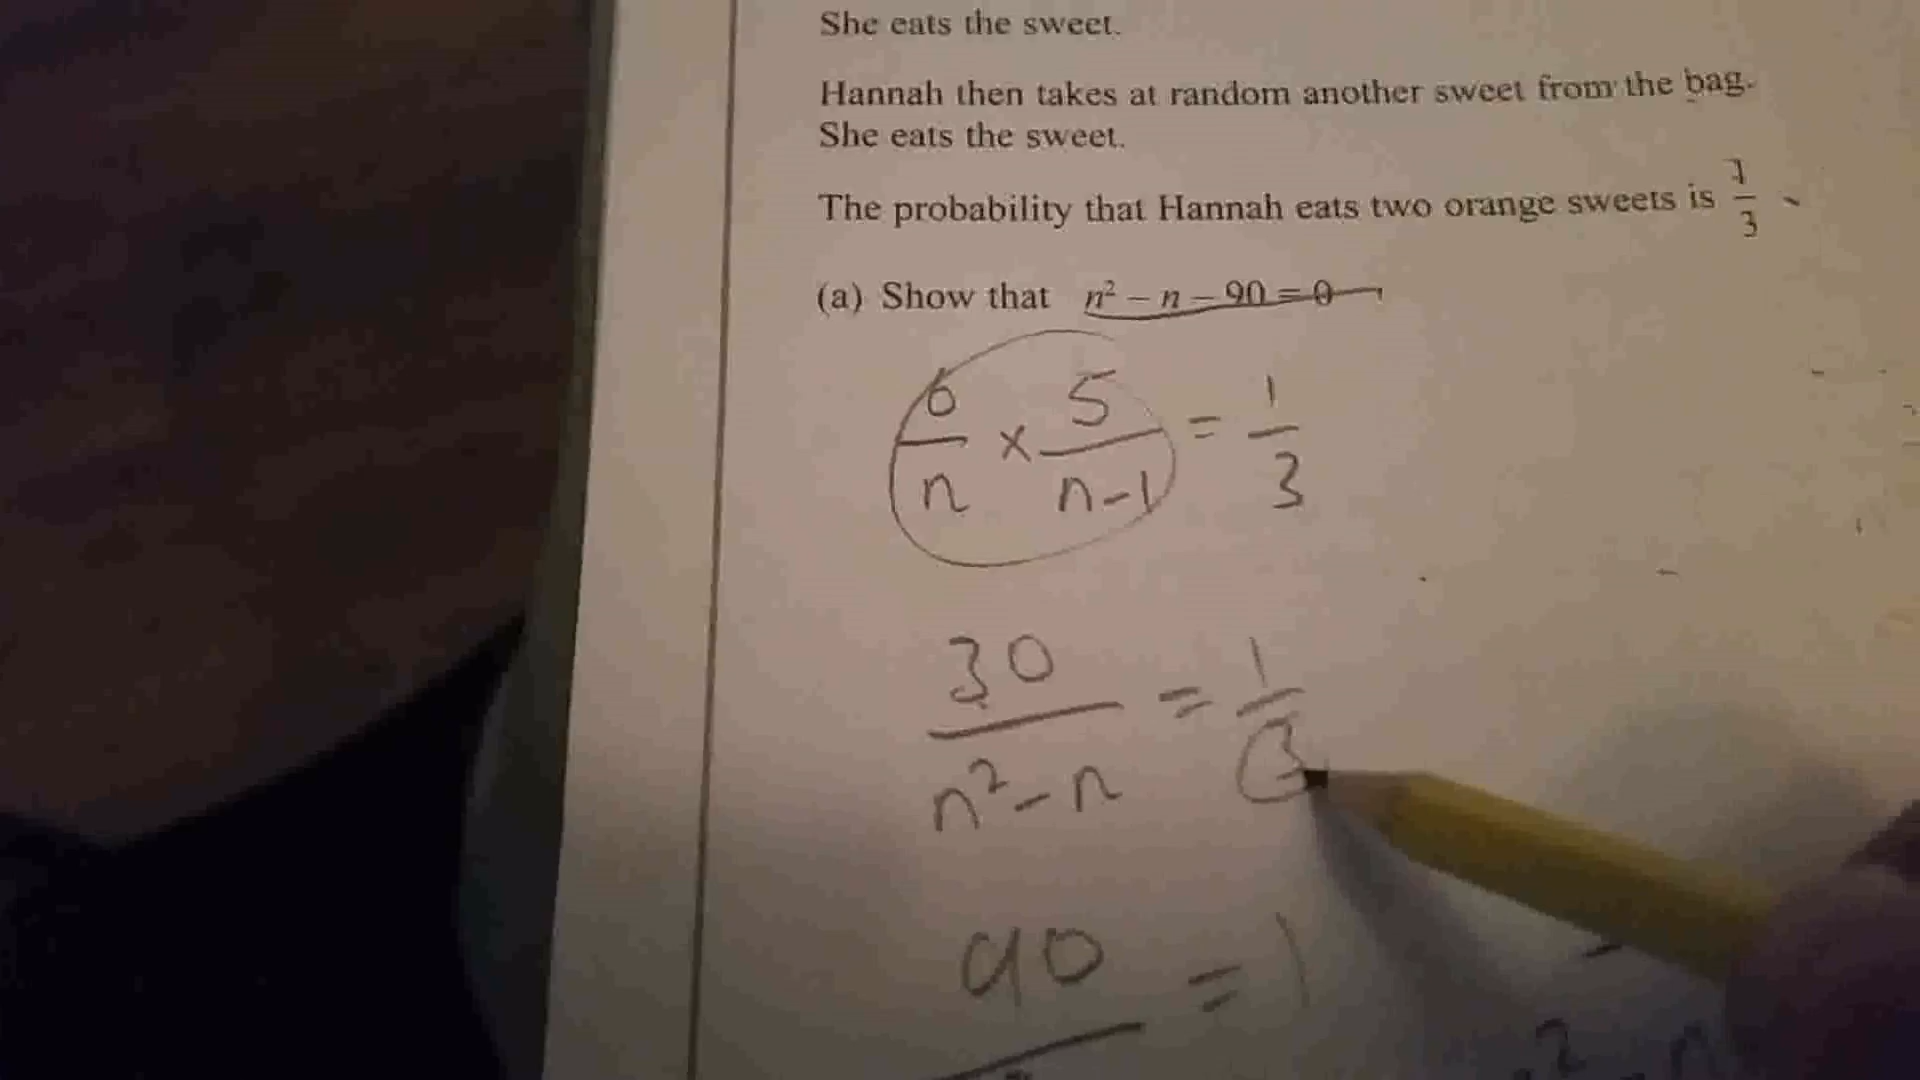 She eats the sweet.
Hannah then takes at random another sweet from the bag.
She eats the sweet.
The probability that Hannah eats two orange sweets is 1/3
(a) Show that n² – n – 90 = 0
6/n × 5/n-1 = 1/3
30/n²-n = 1/3
90 = 1